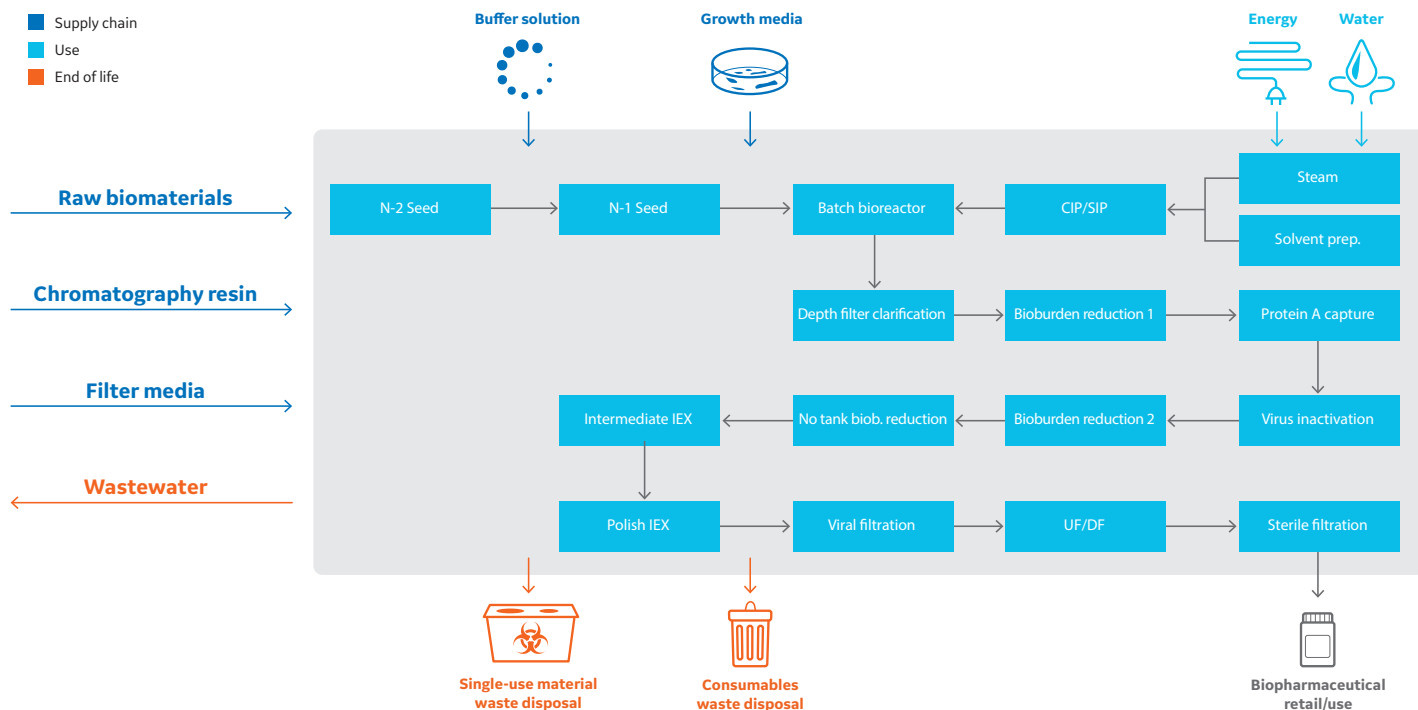 Supply chain
Use
End of life
Buffer solution
Growth media
Energy
Water
Raw biomaterials
Chromatography resin
Filter media
Wastewater
N-2 Seed
N-1 Seed
Batch bioreactor
CIP/SIP
Steam
Solvent prep.
Depth filter clarification
Bioburden reduction 1
Protein A capture
Intermediate IEX
No tank biob. reduction
Bioburden reduction 2
Virus inactivation
Polish IEX
Viral filtration
UF/DF
Sterile filtration
Single-use material
waste disposal
Consumables
waste disposal
Biopharmaceutical
retail/use